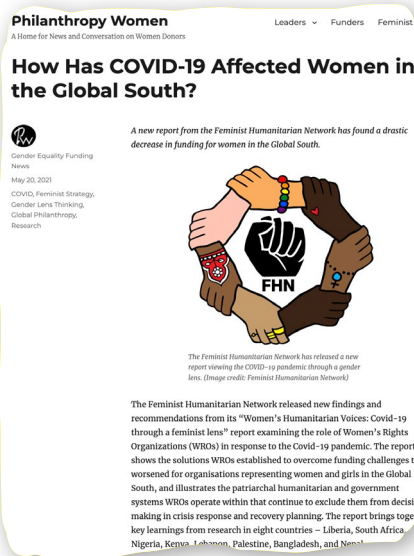 Philanthropy Women
Leaders Funders Feminist
A Home for News and Conversation on Women Donors
How Has COVID-19 Affected Women in
the Global South?
Gender Equality Funding
News
May 20, 2021
COVID, Feminist Strategy,
Gender Lens Thinking,
Global Philanthropy,
Research
A new report from the Feminist Humanitarian Network has found a drastic
decrease in funding for women in the Global South.
FHN
The Feminist Humanitarian Network has released a new
report viewing the COVID-19 pandemic through a gender
lens. (Image credit: Feminist Humanitarian Network)
The Feminist Humanitarian Network released new findings and
recommendations from its “Women’s Humanitarian Voices: Covid-19
through a feminist lens” report examining the role of Women’s Rights
Organizations (WROs) in response to the Covid-19 pandemic. The report
shows the solutions WROs established to overcome funding challenges t
worsened for organisations representing women and girls in the Global
South, and illustrates the patriarchal humanitarian and government
systems WROs operate within that continue to exclude them from decisi
making in crisis response and recovery planning. The report brings toge
key learnings from research in eight countries – Liberia, South Africa,
Nigeria, Kenya, Lebanon, Palestine, Bangladesh, and Nepal